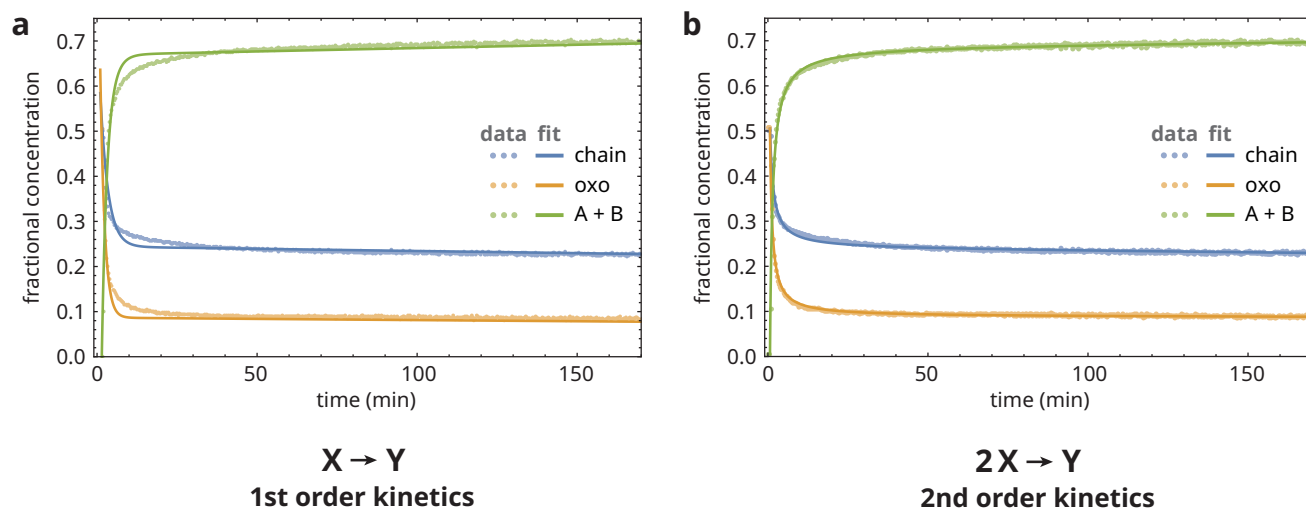 a
0.7
0.6
0.5
0.4
0.3
0.2
0.1
0.0
fractional concentration
0 50 100 150
time (min)
data fit
chain
oxo
A + B
X → Y
1st order kinetics
b
0.7
0.6
0.5
0.4
0.3
0.2
0.1
0.0
fractional concentration
0 50 100 150
time (min)
data fit
chain
oxo
A + B
2 X → Y
2nd order kinetics